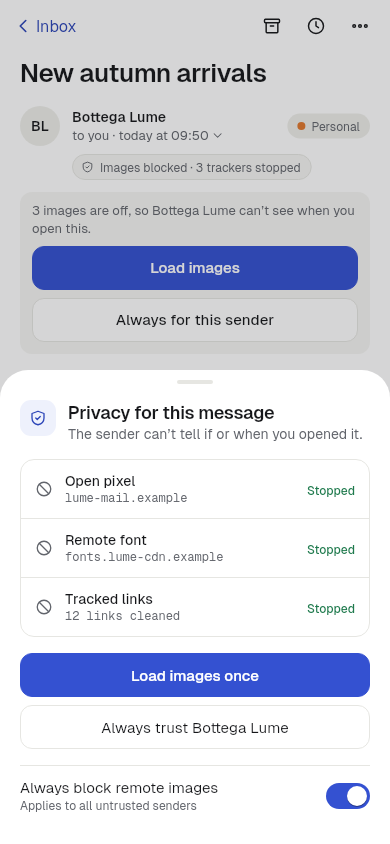 Inbox
New autumn arrivals
BL
Bottega Lume
to you · today at 09:50
Personal
Images blocked · 3 trackers stopped
3 images are off, so Bottega Lume can’t see when you
open this.
Load images
Always for this sender
Privacy for this message
The sender can’t tell if or when you opened it.
Open pixel
lume-mail.example
Stopped
Remote font
fonts.lume-cdn.example
Stopped
Tracked links
12 links cleaned
Stopped
Load images once
Always trust Bottega Lume
Always block remote images
Applies to all untrusted senders